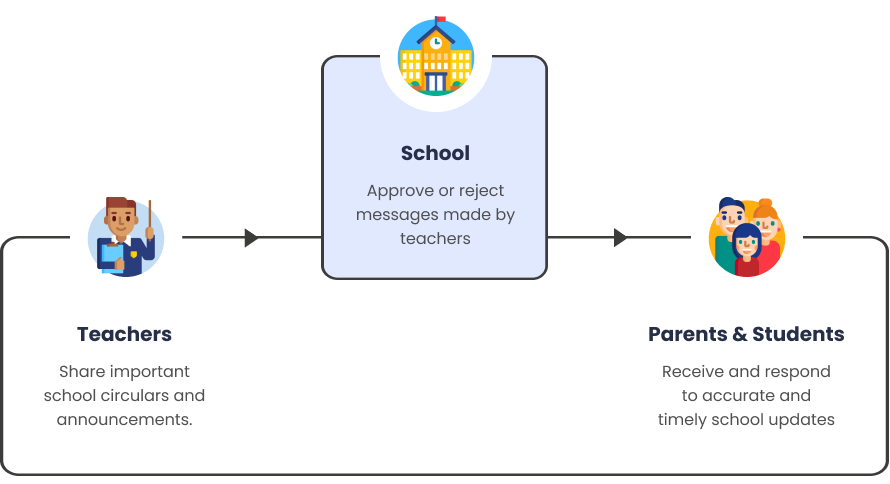 School
Approve or reject
messages made by
teachers
Teachers
Share important
school circulars and
announcements.
Parents & Students
Receive and respond
to accurate and
timely school updates